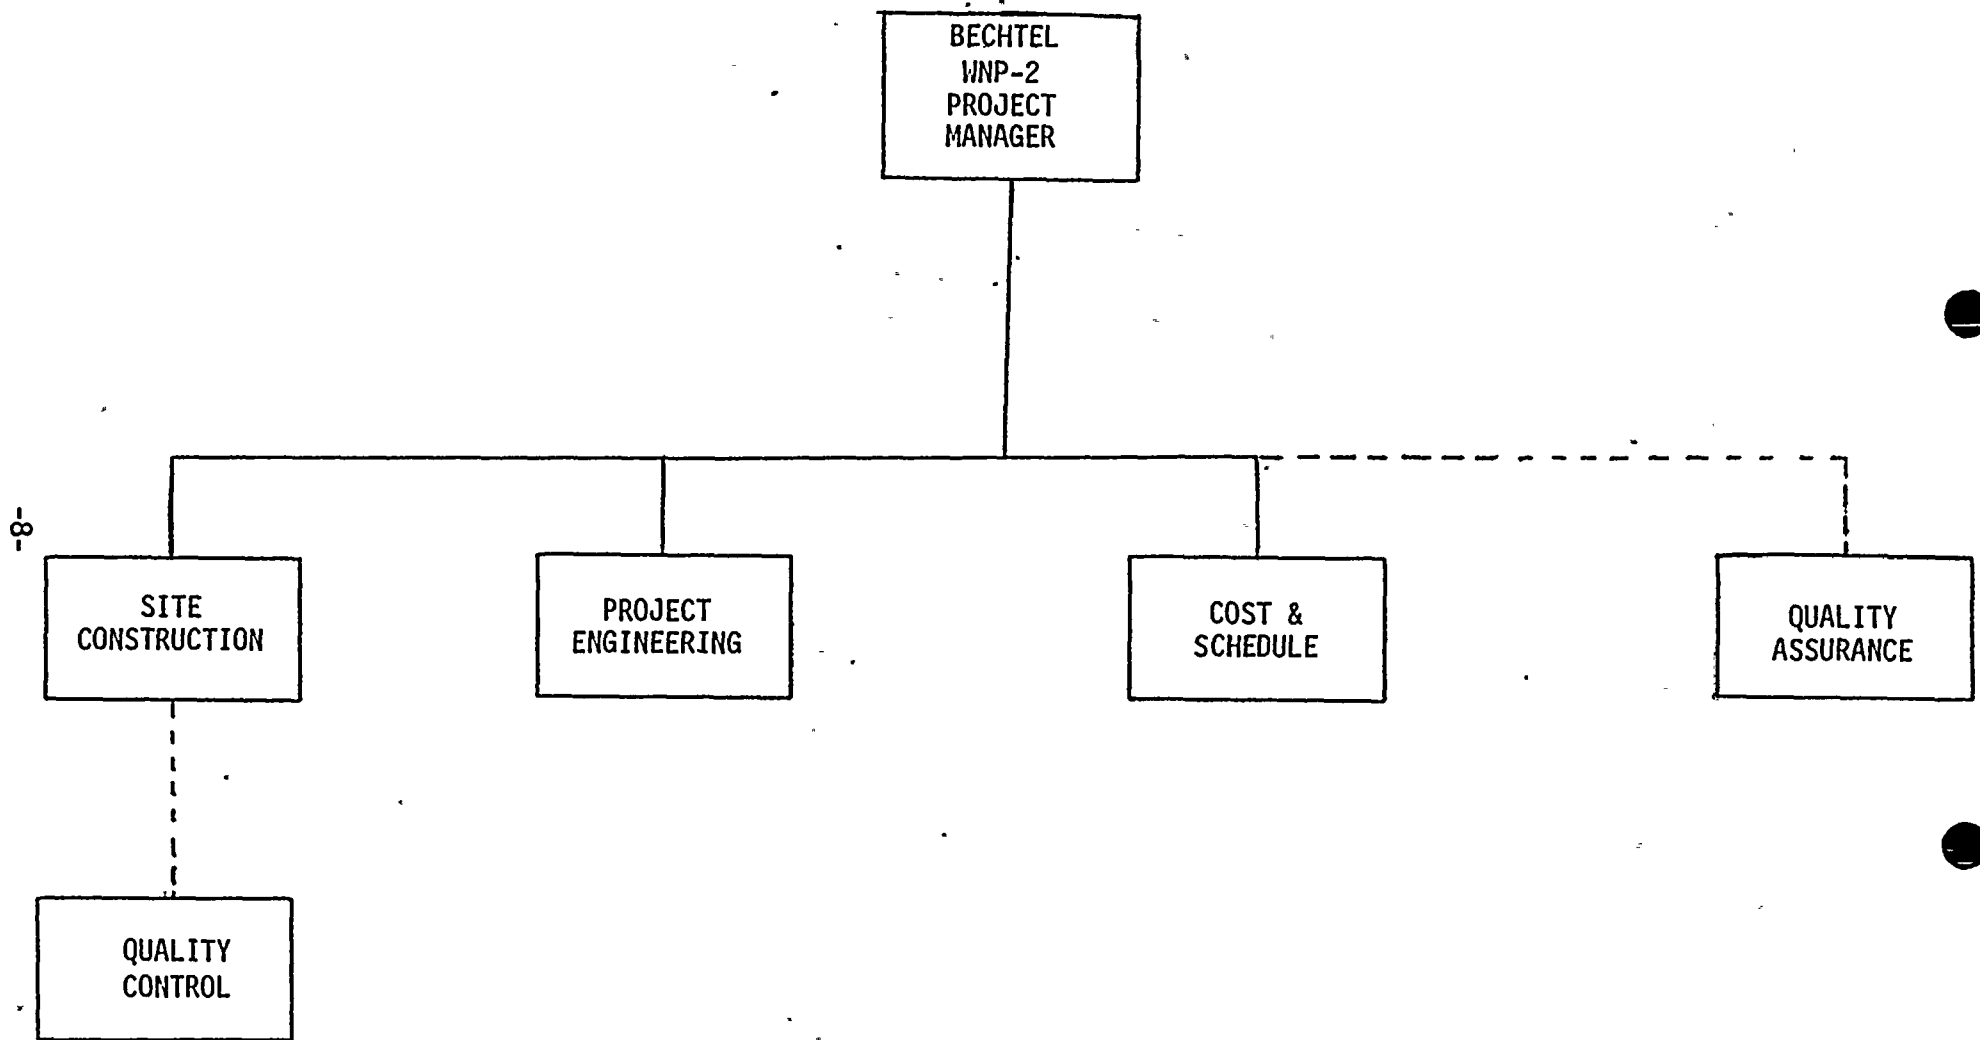 BECHTEL
WNP-2
PROJECT
MANAGER
-8-
SITE
CONSTRUCTION
PROJECT
ENGINEERING
COST &
SCHEDULE
QUALITY
ASSURANCE
QUALITY
CONTROL